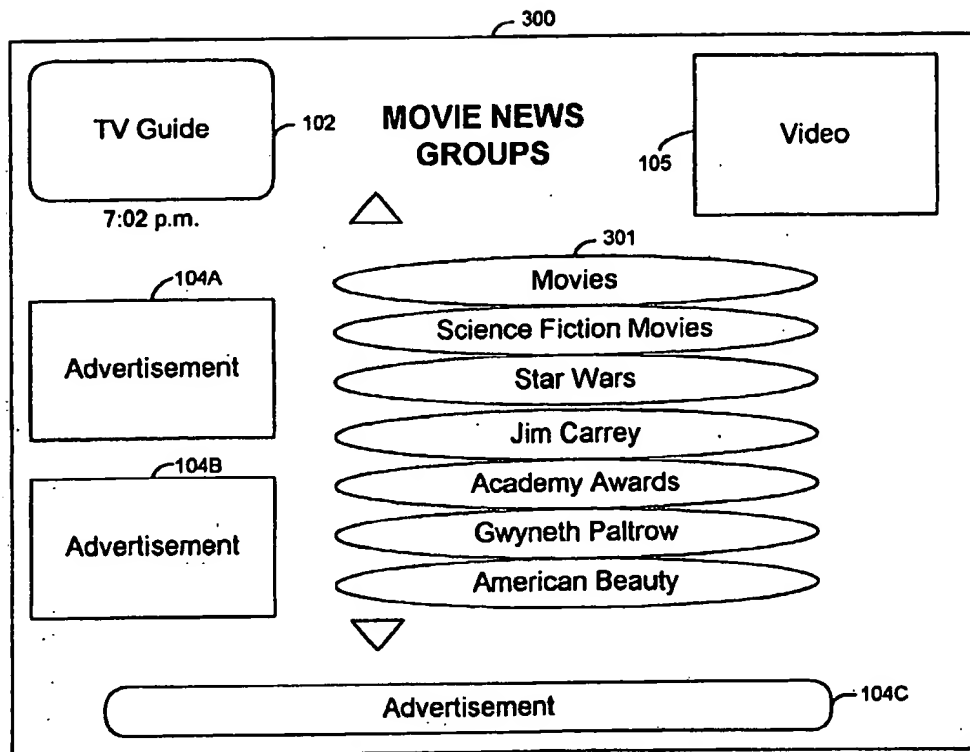 300
TV Guide
102
MOVIE NEWS
GROUPS
105
Video
7:02 p.m.
301
104A
Advertisement
Movies
Science Fiction Movies
Star Wars
Jim Carrey
104B
Advertisement
Academy Awards
Gwyneth Paltrow
American Beauty
Advertisement
104C